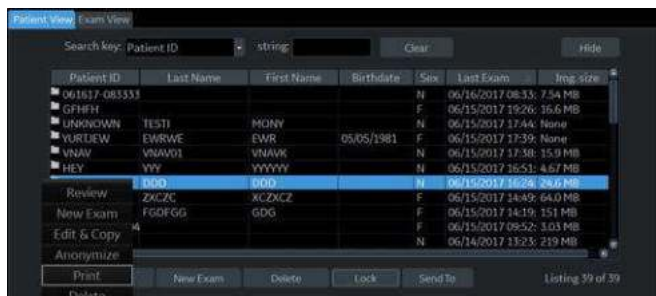 Patient View Exam View
Search key: Patient ID string: Clear Hide
Patient ID Last Name First Name Birthdate Sex Last Exam Img. size
061617-083333 N 06/16/2017 08:33: 7.54 MB
GFHFH F 06/15/2017 19:26: 16.6 MB
UNKNOWN TESTI MONY N 06/15/2017 17:44: None
YURTJEW EWRWE EWR 05/05/1981 F 06/15/2017 17:39: None
VNAV VNAV01 VNAVK N 06/15/2017 17:38: 15.9 MB
HEY YYY YYYYYY N 06/15/2017 16:51: 4.67 MB
DDD DDD N 06/15/2017 16:24: 24.6 MB
Review ZXCZC XCZXCZ F 06/15/2017 14:49: 64.0 MB
New Exam FGDFGG GDG F 06/15/2017 14:19: 151 MB
Edit & Copy F 06/15/2017 09:52: 3.03 MB
Anonymize N 06/14/2017 13:23: 219 MB
Print New Exam Delete Lock Send To Listing 39 of 39
Delete